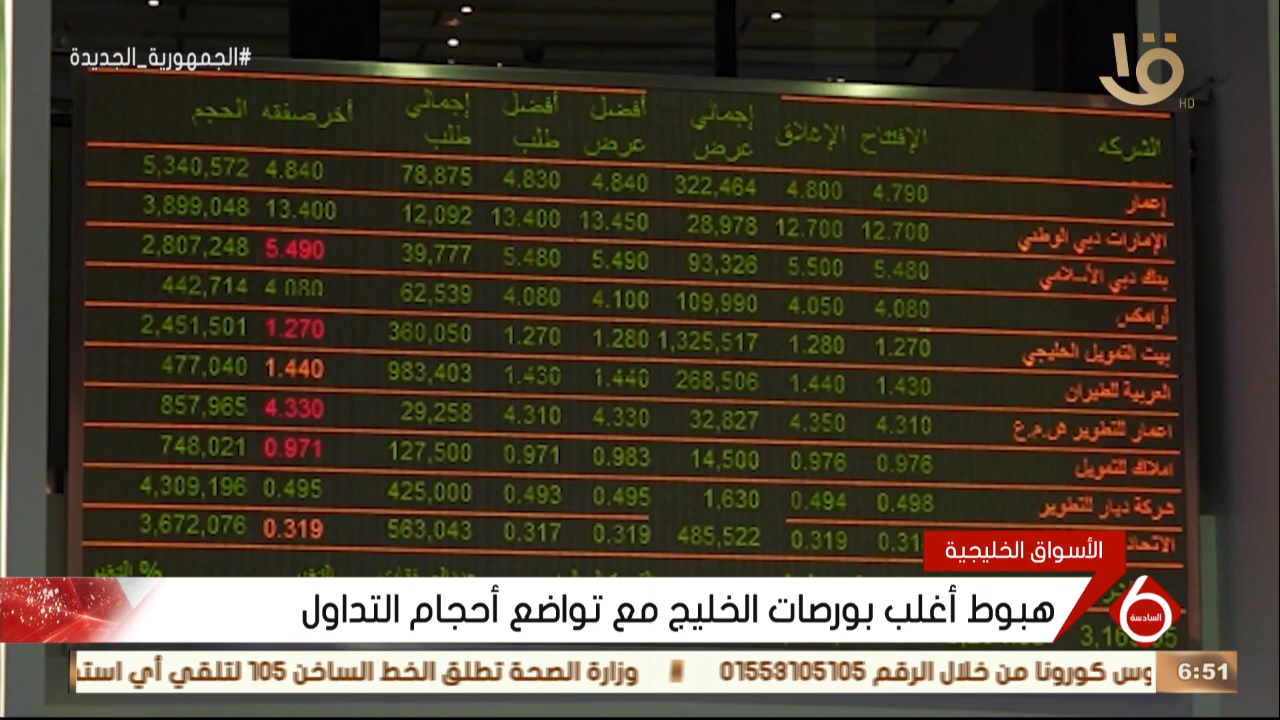 #الجمهورية_الجديدة
HD
الشركه الإفتتاح الإغلاق إجمالي عرض أفضل عرض أفضل طلب إجمالي طلب أخر صفقه الحجم
إعمار 4.790 4.800 322,464 4.840 4.830 78,875 4.840 5,340,572
الإمارات دبي الوطني 12.700 12.700 28,978 13.450 13.400 12,092 13.400 3,899,048
بنك دبي الأسلامي 5.480 5.500 93,326 5.490 5.480 39,777 5.490 2,807,248
أرامكس 4.080 4.050 109,990 4.100 4.080 62,539 4.080 442,714
بيت التمويل الخليجي 1.270 1.280 1,325,517 1.280 1.270 360,050 1.270 2,451,501
العربية للطيران 1.430 1.440 268,506 1.440 1.430 983,403 1.440 477,040
اعمار للتطوير ش.م.ع 4.310 4.350 32,827 4.330 4.310 29,258 4.330 857,965
املاك للتمويل 0.976 0.976 14,500 0.983 0.971 127,500 0.971 748,021
شركة ديار للتطوير 0.498 0.494 1,630 0.495 0.493 425,000 0.495 4,309,196
0.319 485,522 0.319 0.317 563,043 0.319 3,672,076
الأسواق الخليجية
هبوط أغلب بورصات الخليج مع تواضع أحجام التداول
السادسة
6:51
كورونا من خلال الرقم 01553105105 وزارة الصحة تطلق الخط الساخن 105 لتلقي أي